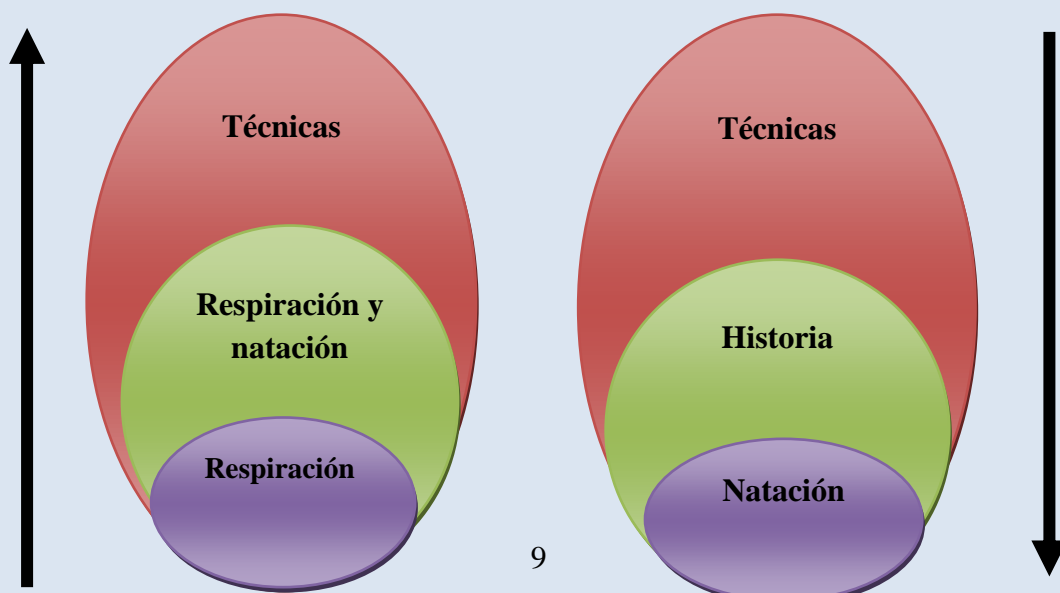 Técnicas
Respiración y
natación
Respiración
Técnicas
Historia
Natación
9